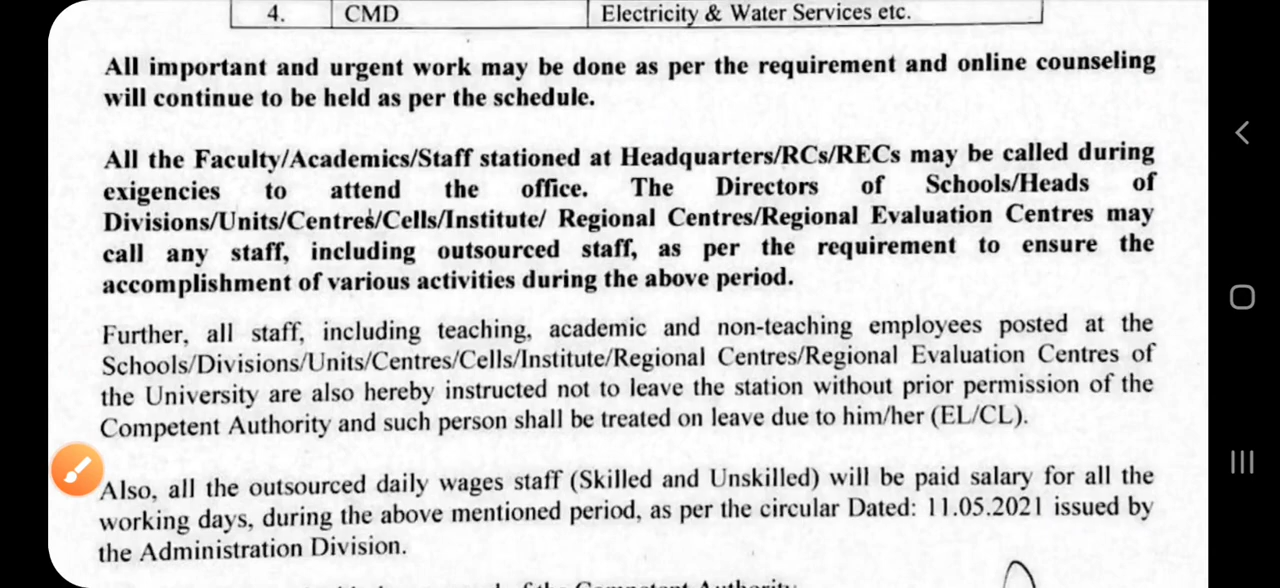 4. CMD Electricity & Water Services etc.
All important and urgent work may be done as per the requirement and online counseling
will continue to be held as per the schedule.
All the Faculty/Academics/Staff stationed at Headquarters/RCs/RECs may be called during
exigencies to attend the office. The Directors of Schools/Heads of
Divisions/Units/Centres/Cells/Institute/ Regional Centres/Regional Evaluation Centres may
call any staff, including outsourced staff, as per the requirement to ensure the
accomplishment of various activities during the above period.
Further, all staff, including teaching, academic and non-teaching employees posted at the
Schools/Divisions/Units/Centres/Cells/Institute/Regional Centres/Regional Evaluation Centres of
the University are also hereby instructed not to leave the station without prior permission of the
Competent Authority and such person shall be treated on leave due to him/her (EL/CL).
Also, all the outsourced daily wages staff (Skilled and Unskilled) will be paid salary for all the
working days, during the above mentioned period, as per the circular Dated: 11.05.2021 issued by
the Administration Division.